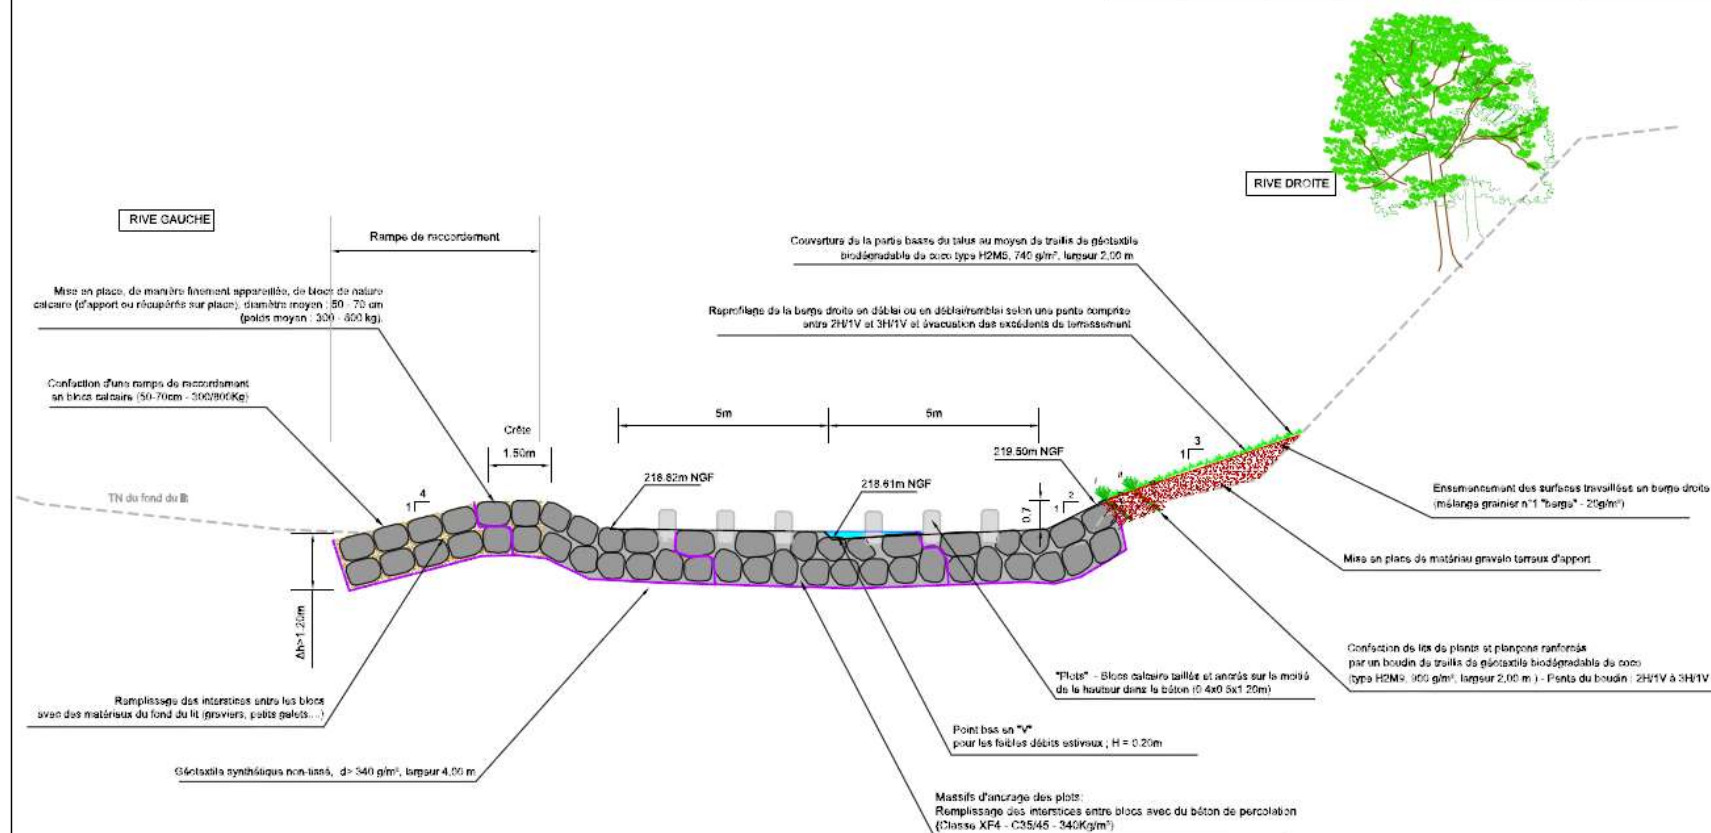 RIVE DROITE
RIVE GAUCHE
Rampe de raccordement
Couverture de la partie basse du talus au moyen de treillis de géotextile
biodégradable de coco type H2M5, 740 g/m², largeur 2,00 m
Mise en place, de manière finement appareillée, de blocs de nature
calcaire (d'apport ou récupérés sur place), diamètre moyen : 50 - 70 cm
(poids moyen : 300 - 800 kg).
Reprofilage de la berge droite en déblai ou en déblai/remblai selon une pente comprise
entre 2H/1V et 3H/1V et évacuation des excédents de terrassement
Confection d'une rampe de raccordement
en blocs calcaire (50-70cm - 300/800Kg)
5m
5m
Crête
1.50m
3
1
219.50m NGF
218.82m NGF
218.61m NGF
TN du fond du lit
4
1
2
1
0.7
Ensemencement des surfaces travaillées en berge droite
(mélange grainier n°1 "berge" - 20g/m²)
Mise en place de matériau gravelo terreux d'apport
Δh>1.20m
Confection de lits de plants et plançons renforcés
par un boudin de treillis de géotextile biodégradable de coco
(type H2M9, 900 g/m², largeur 2,00 m ) - Pente du boudin : 2H/1V à 3H/1V
"Plots" - Blocs calcaire taillés et ancrés sur la moitié
de la hauteur dans le béton (0.4x0.5x1.20m)
Remplissage des interstices entre les blocs
avec des matériaux du fond du lit (graviers, petits galets....)
Point bas en "V"
pour les faibles débits estivaux ; H = 0.20m
Géotextile synthétique non-tissé, d> 340 g/m², largeur 4,00 m
Massifs d'ancrage des plots:
Remplissage des interstices entre blocs avec du béton de percolation
(Classe XF4 - C35/45 - 340Kg/m³)